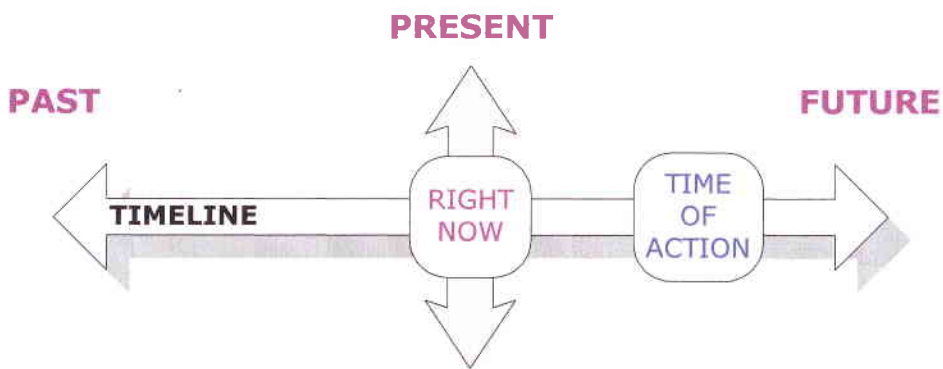 PRESENT
PAST
FUTURE
TIMELINE
RIGHT
NOW
TIME
OF
ACTION